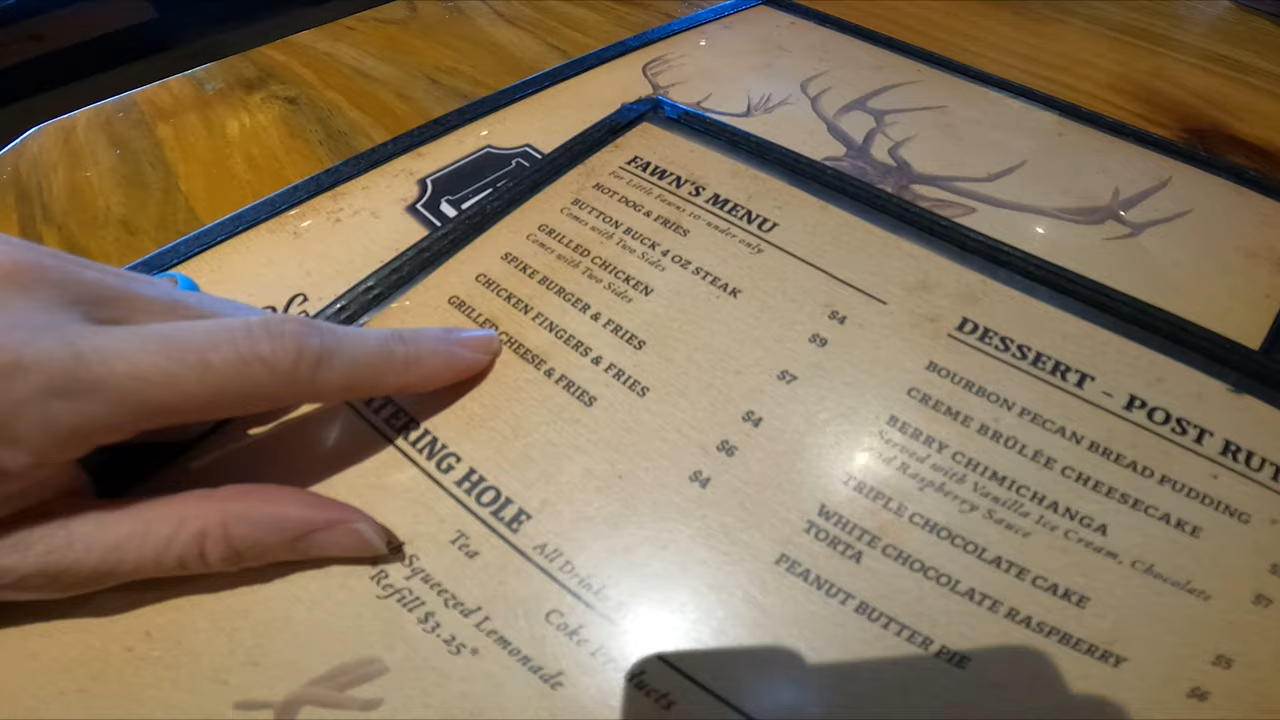 FAWN'S MENU
For Little Fawns 10-under only
HOT DOG & FRIES $4
BUTTON BUCK 4 OZ STEAK $9
Comes with Two Sides
GRILLED CHICKEN $7
Comes with Two Sides
SPIKE BURGER & FRIES $4
CHICKEN FINGERS & FRIES $6
GRILLED CHEESE & FRIES $4
HOLE
All
Tea
Coke
Squeezed Lemonade
Refill $3.25*
DESSERT - POST RUT
BOURBON PECAN BREAD PUDDING
CREME BRÛLÉE CHEESECAKE
BERRY CHIMICHANGA
Served with Vanilla Ice Cream, Chocolate
Raspberry Sauce
TRIPLE CHOCOLATE CAKE
WHITE CHOCOLATE RASPBERRY
TORTA
PEANUT BUTTER PIE
$7
$5
$6